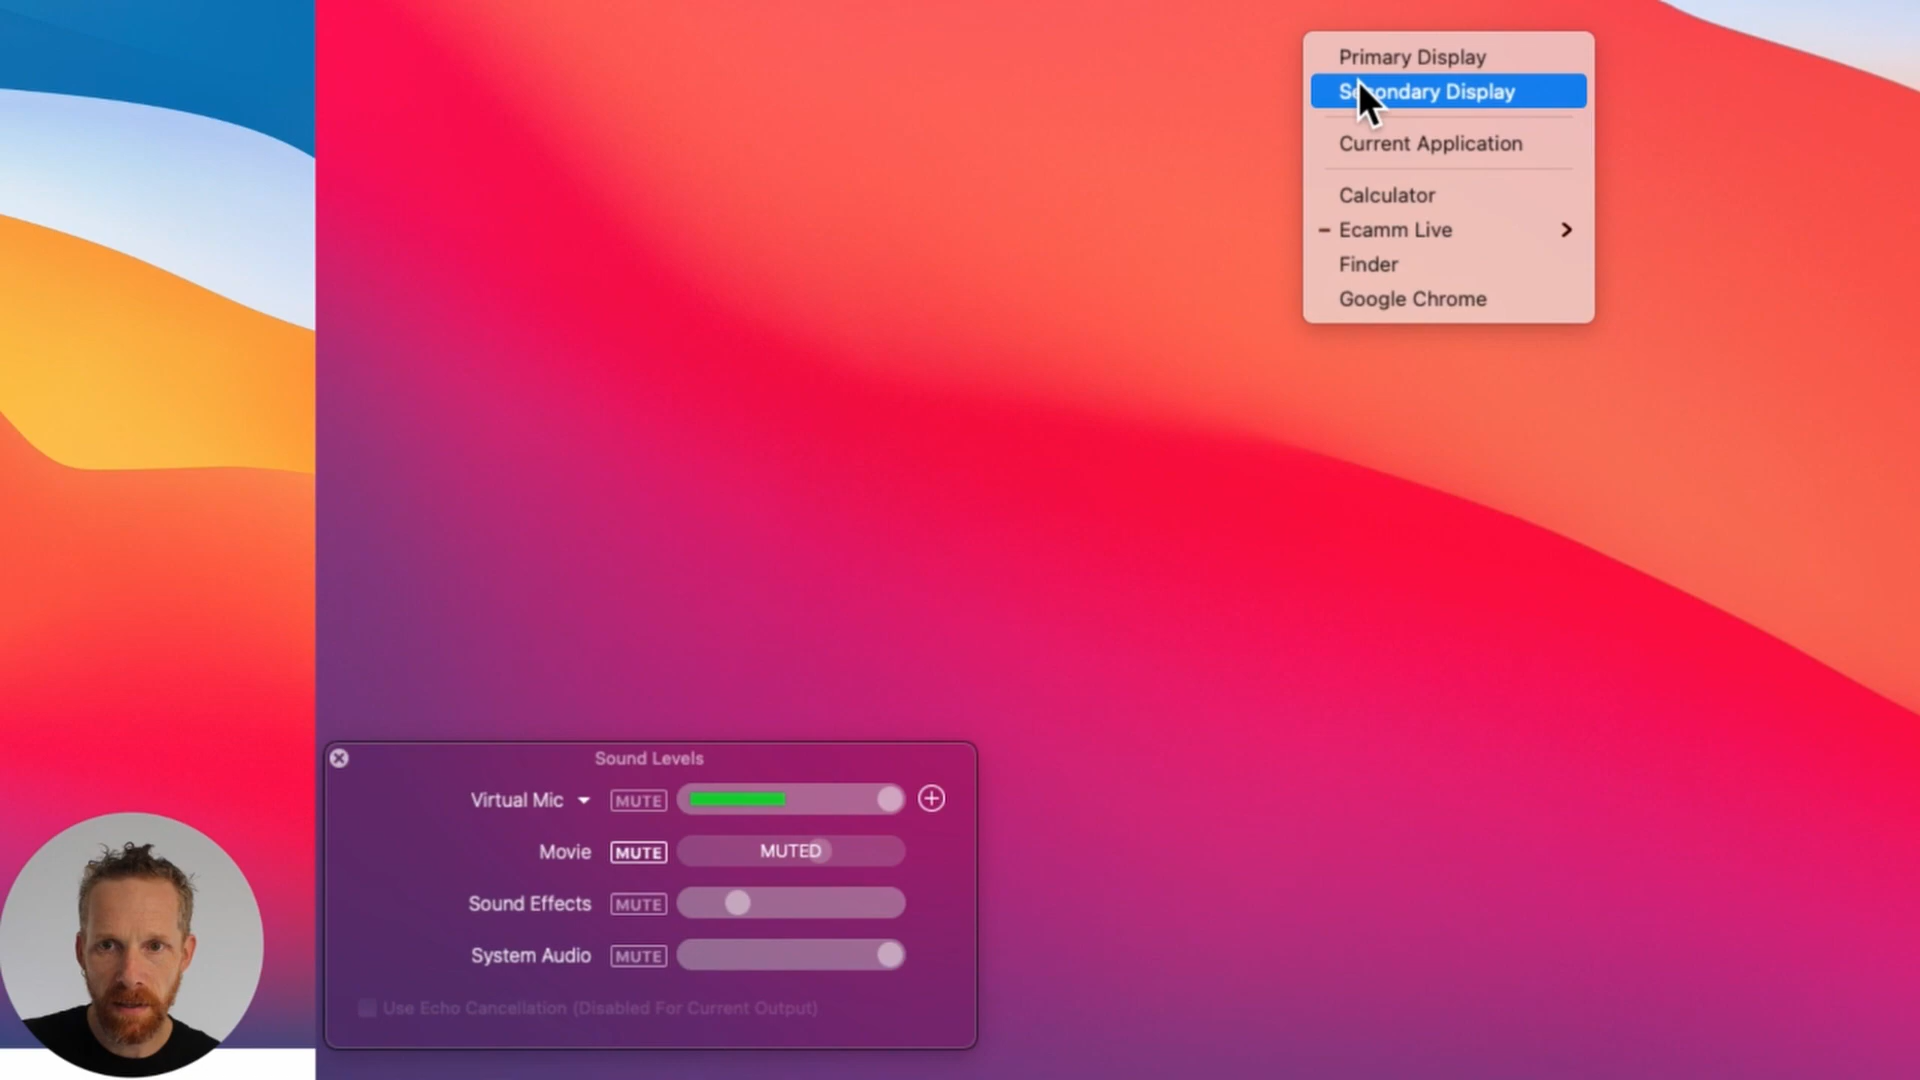 Primary Display
Secondary Display
Current Application
Calculator
Ecamm Live
Finder
Google Chrome
Sound Levels
Virtual Mic MUTE
Movie MUTE MUTED
Sound Effects MUTE
System Audio MUTE
Use Echo Cancellation (Disabled For Current Output)